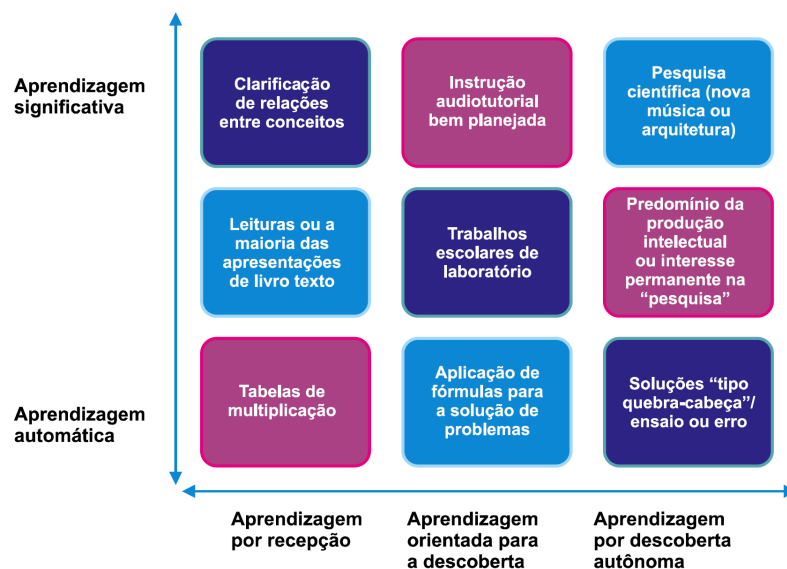 Aprendizagem
significativa
Clarificação
de relações
entre conceitos
Instrução
audiotutorial
bem planejada
Pesquisa
científica (nova
música ou
arquitetura)
Leituras ou a
maioria das
apresentações
de livro texto
Trabalhos
escolares de
laboratório
Predomínio da
produção
intelectual
ou interesse
permanente na
“pesquisa”
Aprendizagem
automática
Tabelas de
multiplicação
Aplicação de
fórmulas para
a solução de
problemas
Soluções “tipo
quebra-cabeça”/
ensaio ou erro
Aprendizagem
por recepção
Aprendizagem
orientada para
a descoberta
Aprendizagem
por descoberta
autônoma